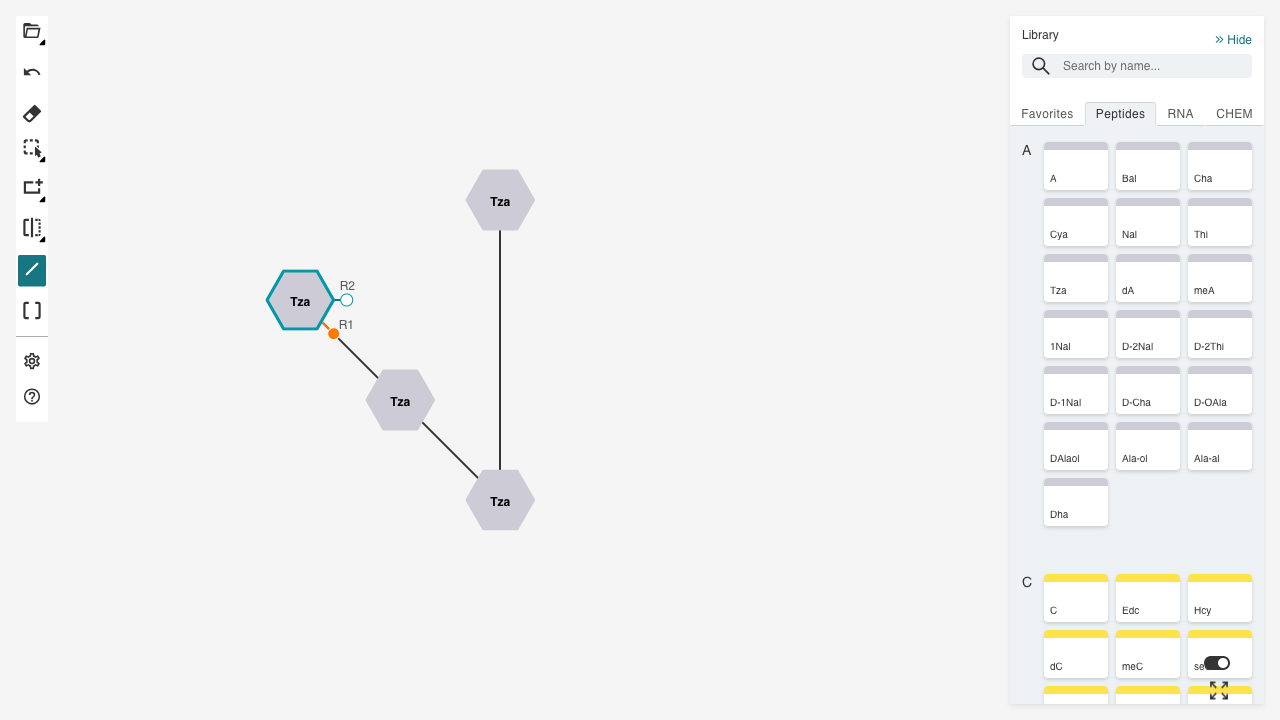 Library
Hide
Search by name...
Favorites Peptides RNA CHEM
A
A Bal Cha
Cya Nal Thi
Tza dA meA
1Nal D-2Nal D-2Thi
D-1Nal D-Cha D-OAla
DAlaol Ala-ol Ala-al
Dha
C
C Edc Hcy
dC meC
Tza
Tza
R2
R1
Tza
Tza